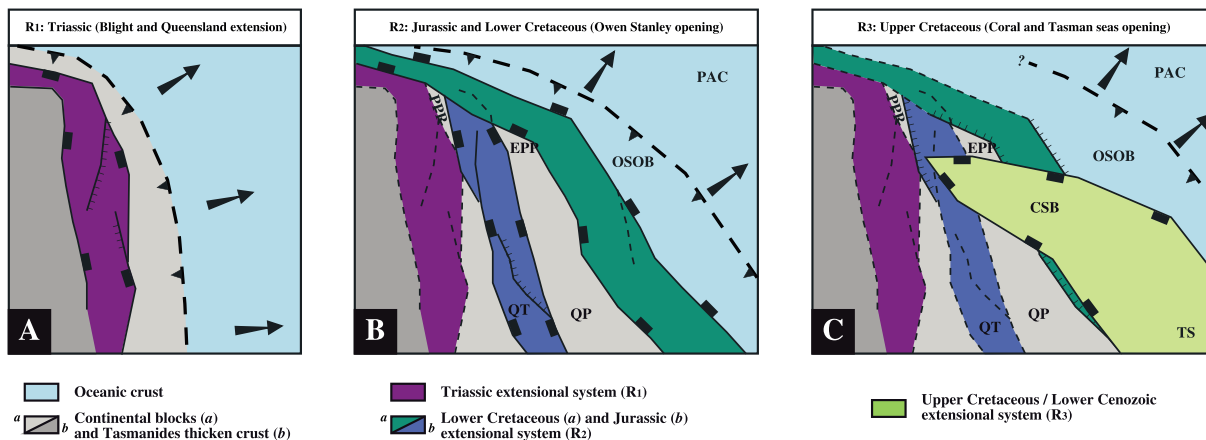 R1: Triassic (Blight and Queensland extension)
A
R2: Jurassic and Lower Cretaceous (Owen Stanley opening)
PAC
PPR
EPP
OSOB
QT
QP
B
R3: Upper Cretaceous (Coral and Tasman seas opening)
?
PAC
PPR
EPP
OSOB
CSB
QT
QP
TS
C
Oceanic crust
a
b
Continental blocks (a)
and Tasmanides thicken crust (b)
Triassic extensional system (R1)
a
b
Lower Cretaceous (a) and Jurassic (b)
extensional system (R2)
Upper Cretaceous / Lower Cenozoic
extensional system (R3)